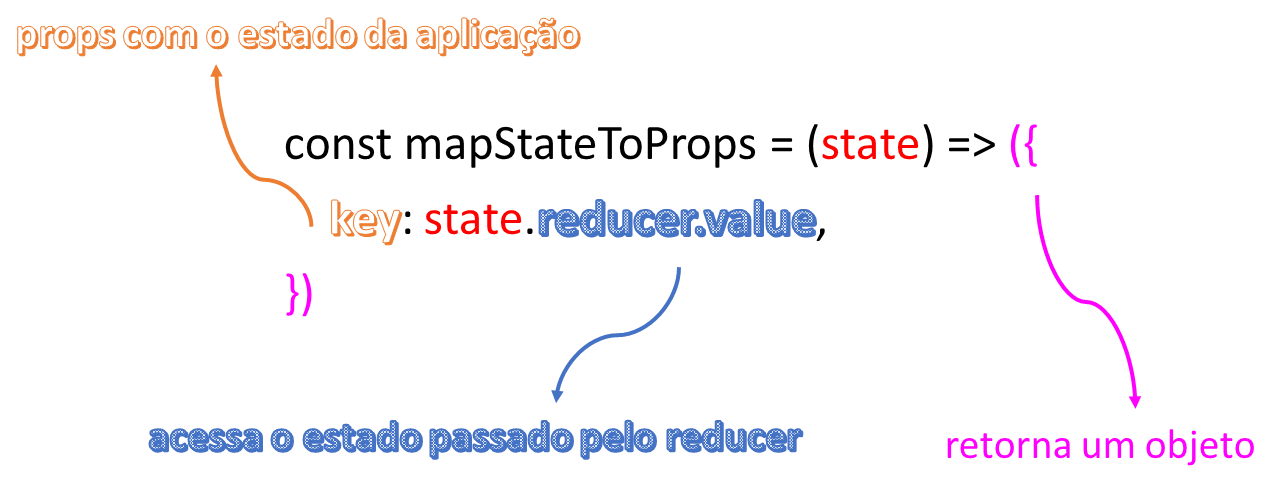 props com o estado da aplicação
const mapStateToProps = (state) => ({
key: state.reducer.value,
})
acessa o estado passado pelo reducer
retorna um objeto